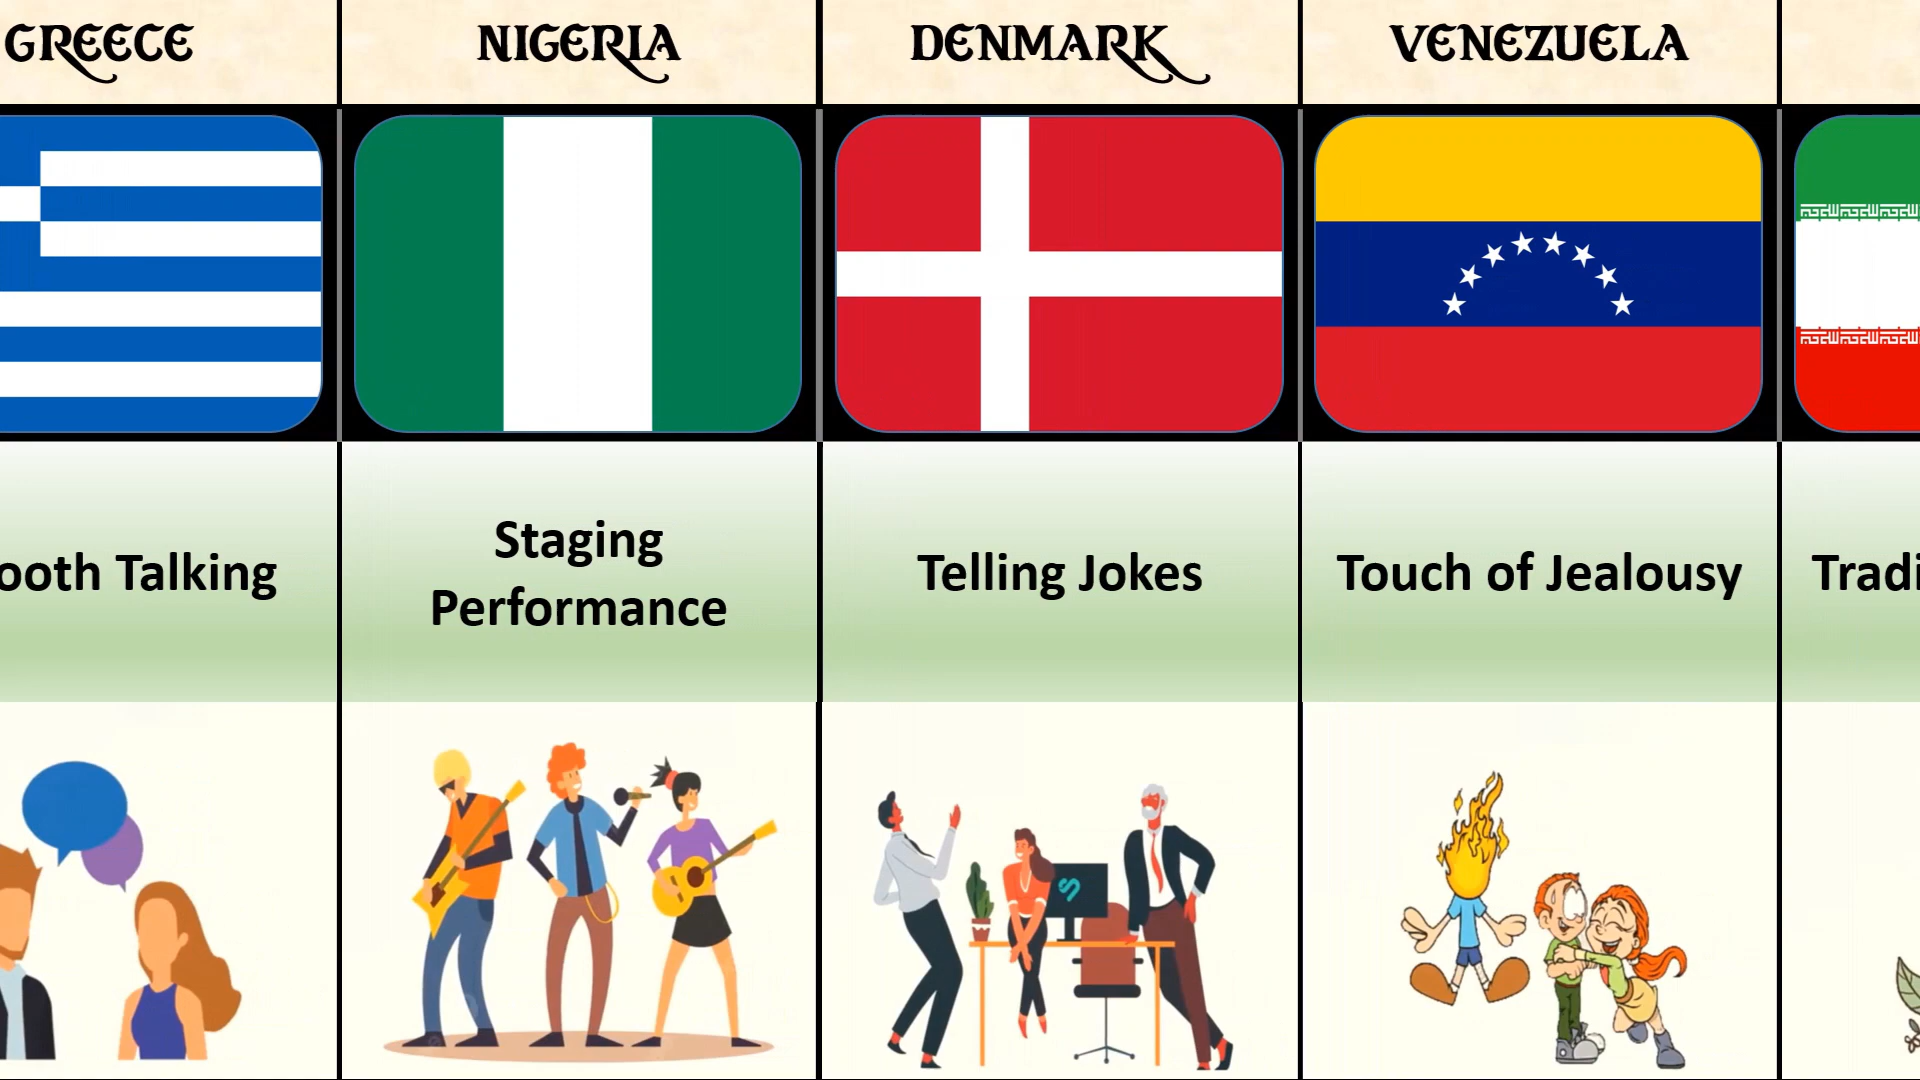 GREECE
NIGERIA
DENMARK
VENEZUELA
ooth Talking
Staging
Performance
Telling Jokes
Touch of Jealousy
Tradi